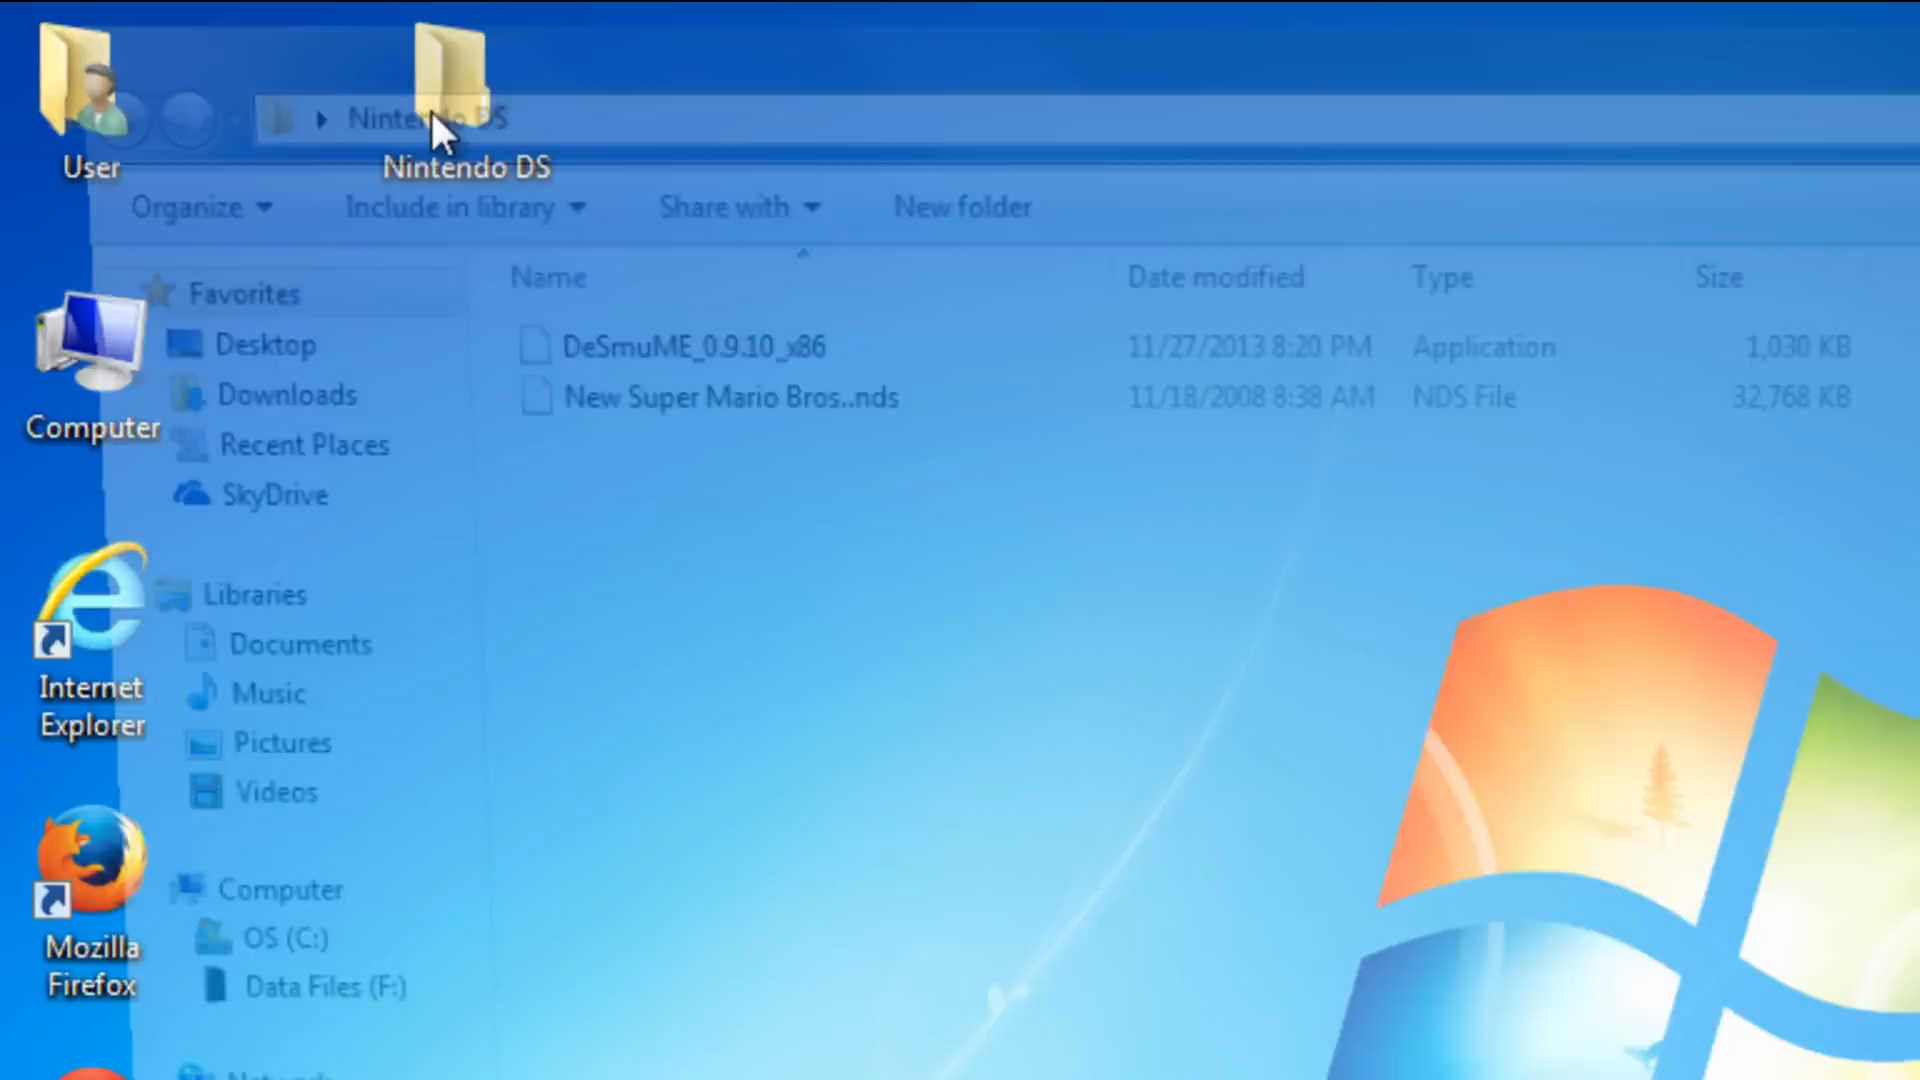 User
Nintendo DS
Nintendo DS
Organize
Include in library
Share with
New folder
Name
Date modified
Type
Size
Favorites
DeSmuME_0.9.10_x86
11/27/2013 8:20 PM
Application
1,030 KB
Desktop
New Super Mario Bros..nds
11/18/2008 8:38 AM
NDS File
32,768 KB
Downloads
Computer
Recent Places
SkyDrive
Libraries
Documents
Internet
Explorer
Music
Pictures
Videos
Computer
OS (C:)
Mozilla
Firefox
Data Files (F:)
Network